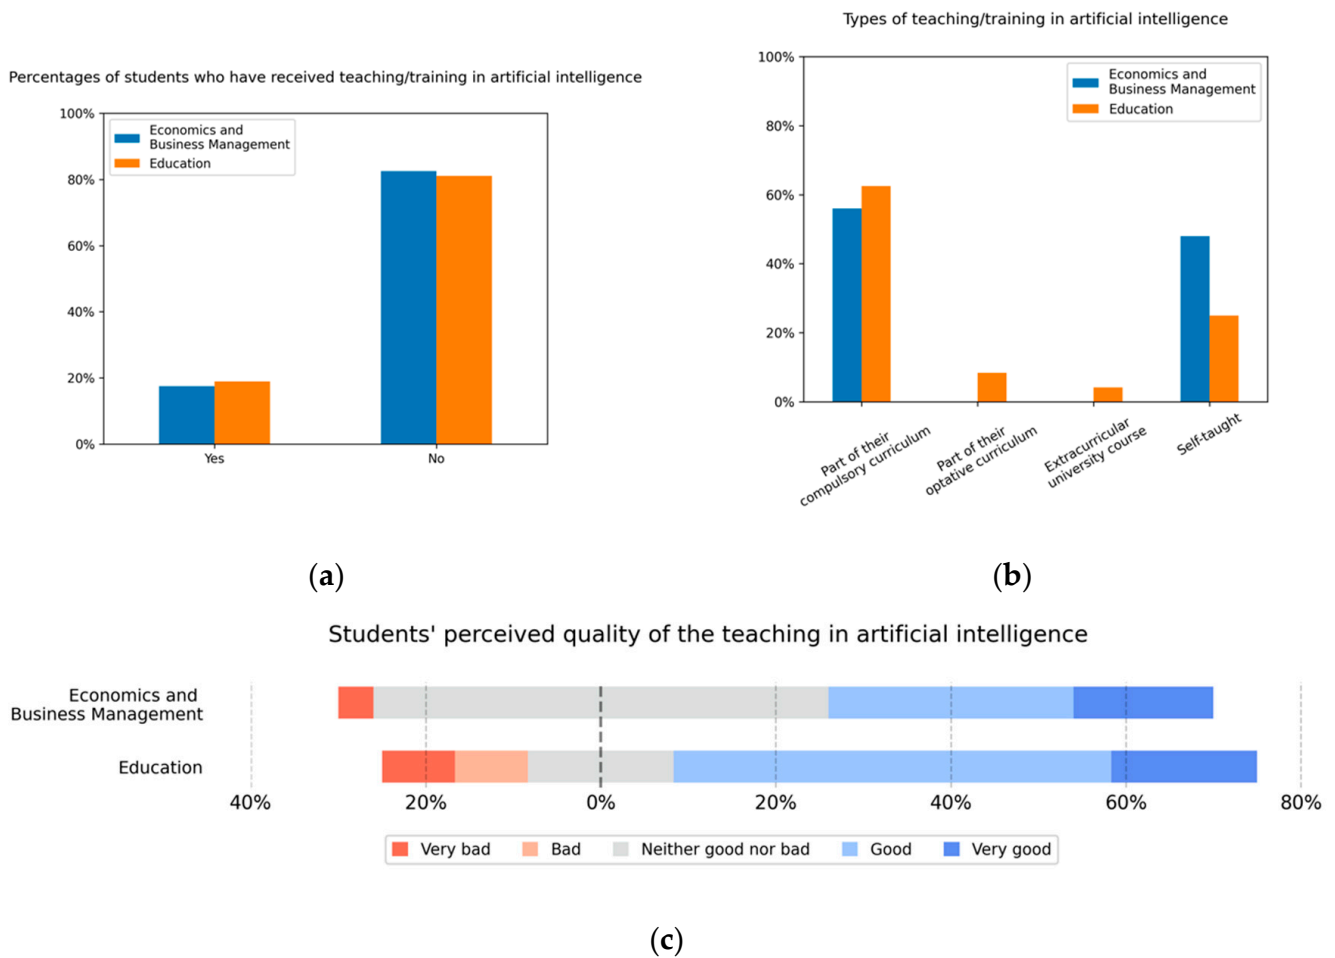 Percentages of students who have received teaching/training in artificial intelligence
100%
80%
60%
40%
20%
0%
Economics and
Business Management
Education
Yes
No
(a)
Types of teaching/training in artificial intelligence
100%
80%
60%
40%
20%
0%
Economics and
Business Management
Education
Part of their
compulsory curriculum
Part of their
optative curriculum
Extracurricular
university course
Self-taught
(b)
Students' perceived quality of the teaching in artificial intelligence
Economics and
Business Management
Education
40%
20%
0%
20%
40%
60%
80%
Very bad
Bad
Neither good nor bad
Good
Very good
(c)